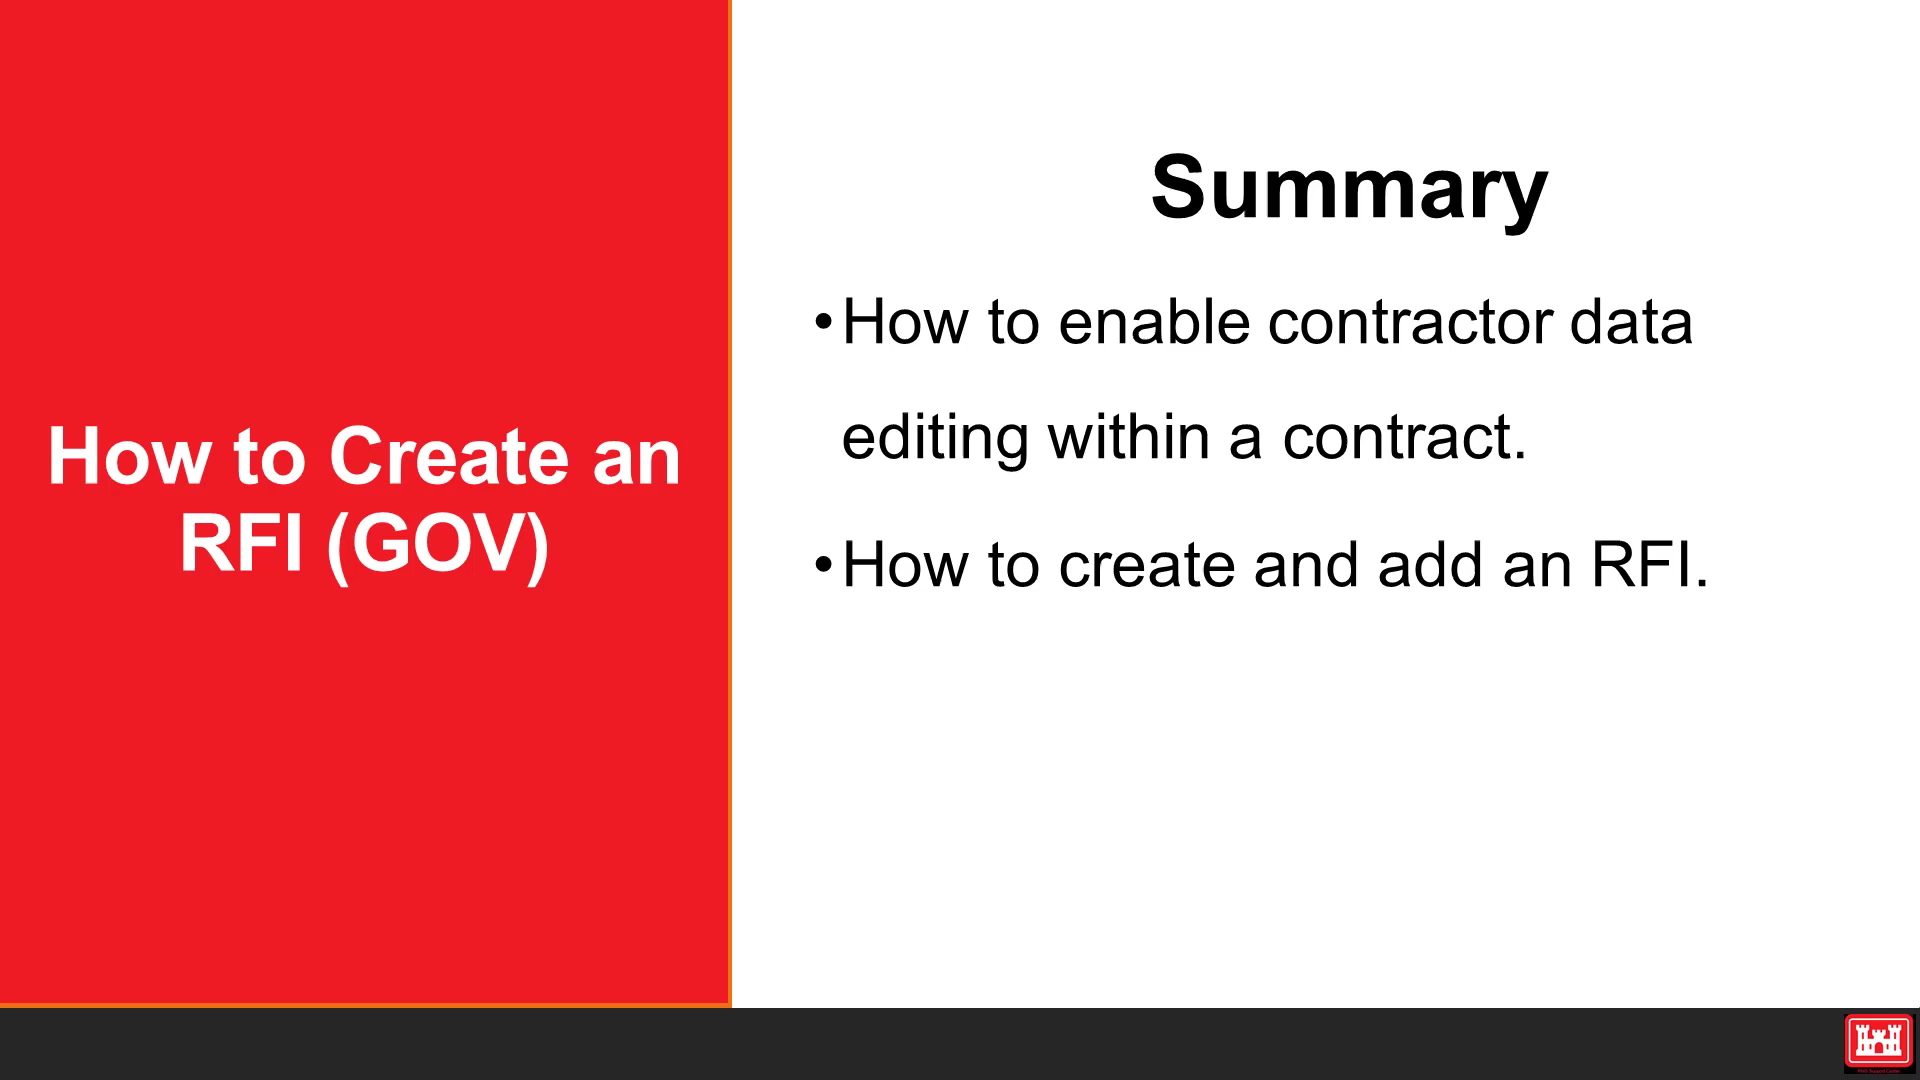 How to Create an
RFI (GOV)
Summary
•How to enable contractor data
editing within a contract.
•How to create and add an RFI.